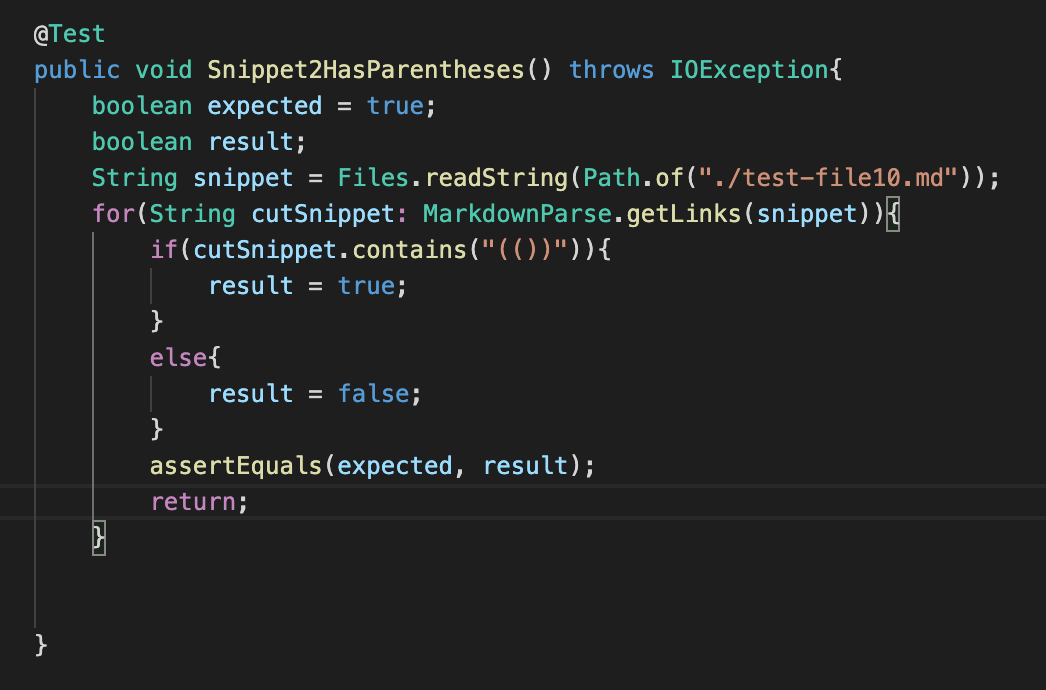 @Test
public void Snippet2HasParentheses() throws IOException{
    boolean expected = true;
    boolean result;
    String snippet = Files.readString(Path.of("./test-file10.md"));
    for(String cutSnippet: MarkdownParse.getLinks(snippet)){
        if(cutSnippet.contains("(())")){
            result = true;
        }
        else{
            result = false;
        }
        assertEquals(expected, result);
        return;
    }
}